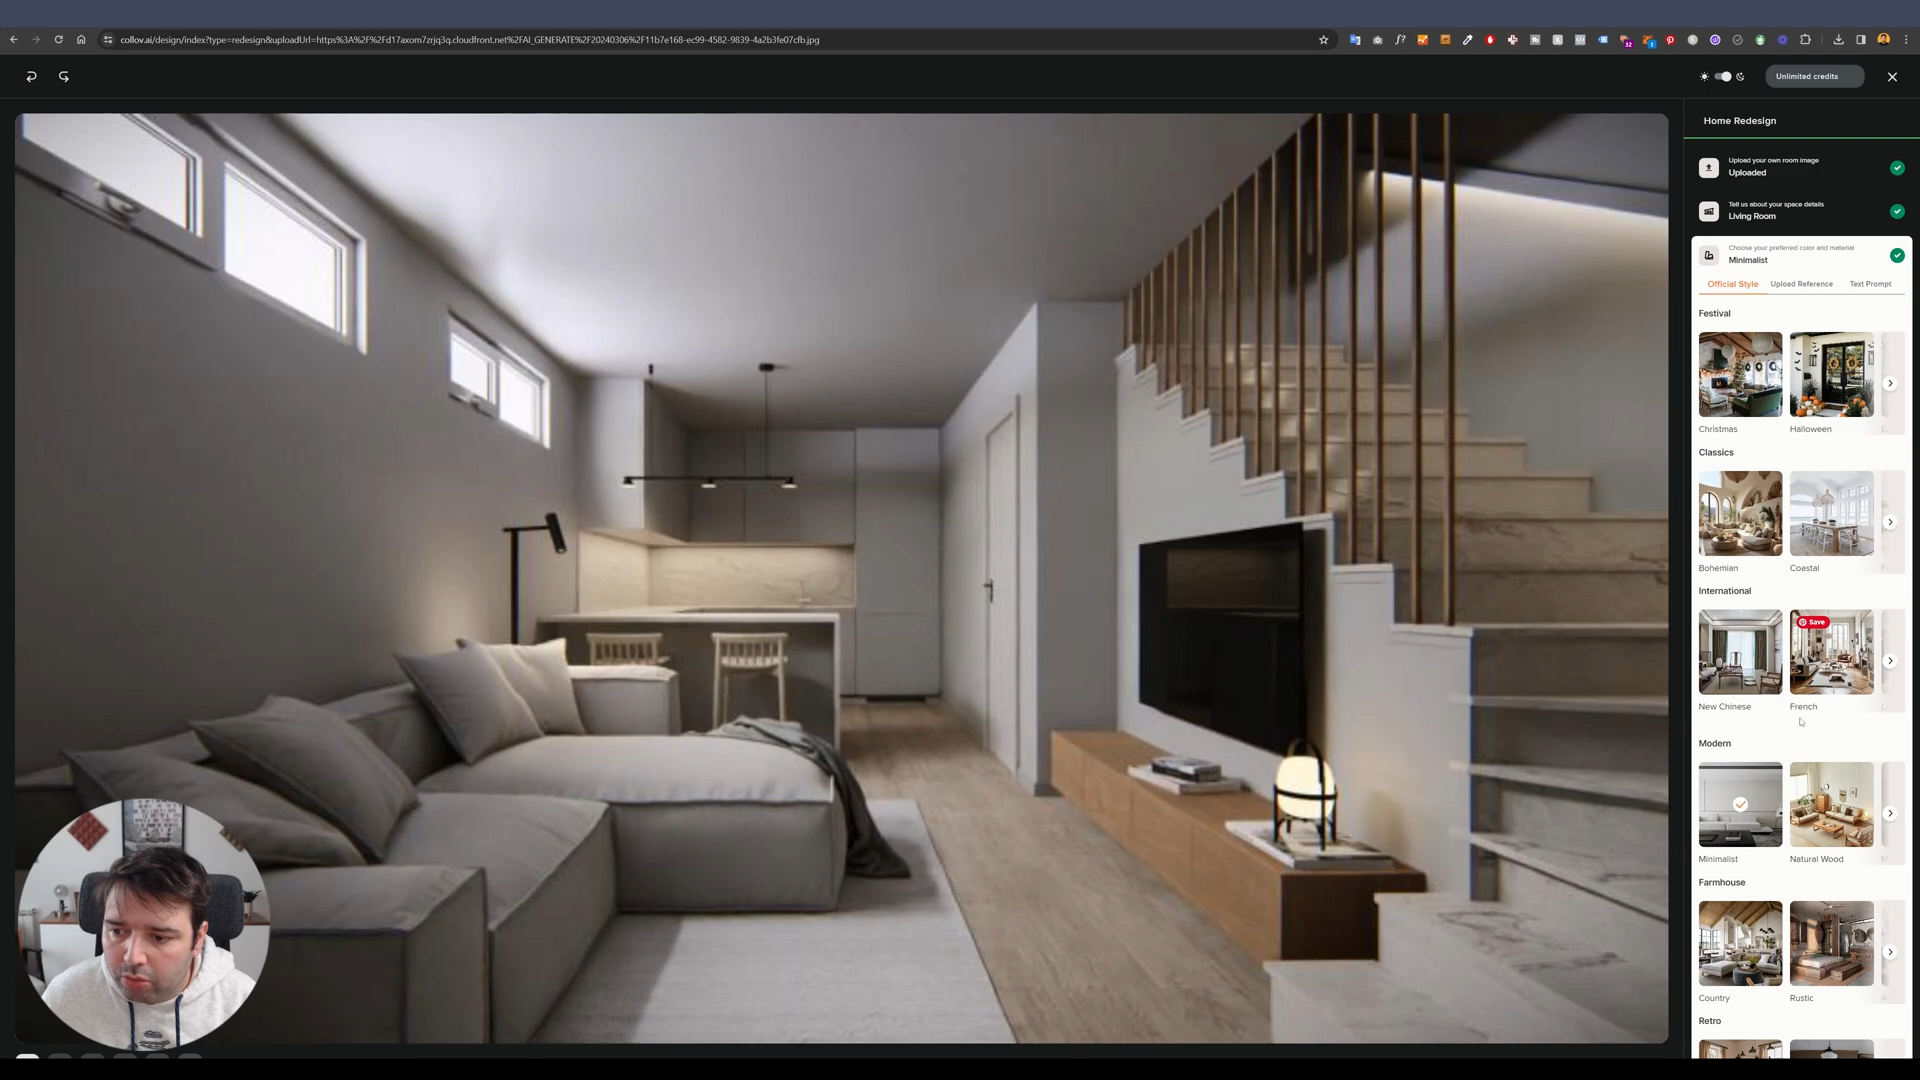 collov.ai/design/index?type=redesign&uploadUrl=https%3A%2F%2Fd17axom7zrjq3q.cloudfront.net%2FAI_GENERATE%2F20240306%2F11b7e168-ec99-4582-9839-4a2b3fe07cfb.jpg
32
1
Unlimited credits
Home Redesign
Upload your own room image
Uploaded
Tell us about your space details
Living Room
Choose your preferred color and material
Minimalist
Official Style
Upload Reference
Text Prompt
Festival
Christmas
Halloween
Classics
Bohemian
Coastal
International
Save
New Chinese
French
Modern
Minimalist
Natural Wood
Farmhouse
Country
Rustic
Retro